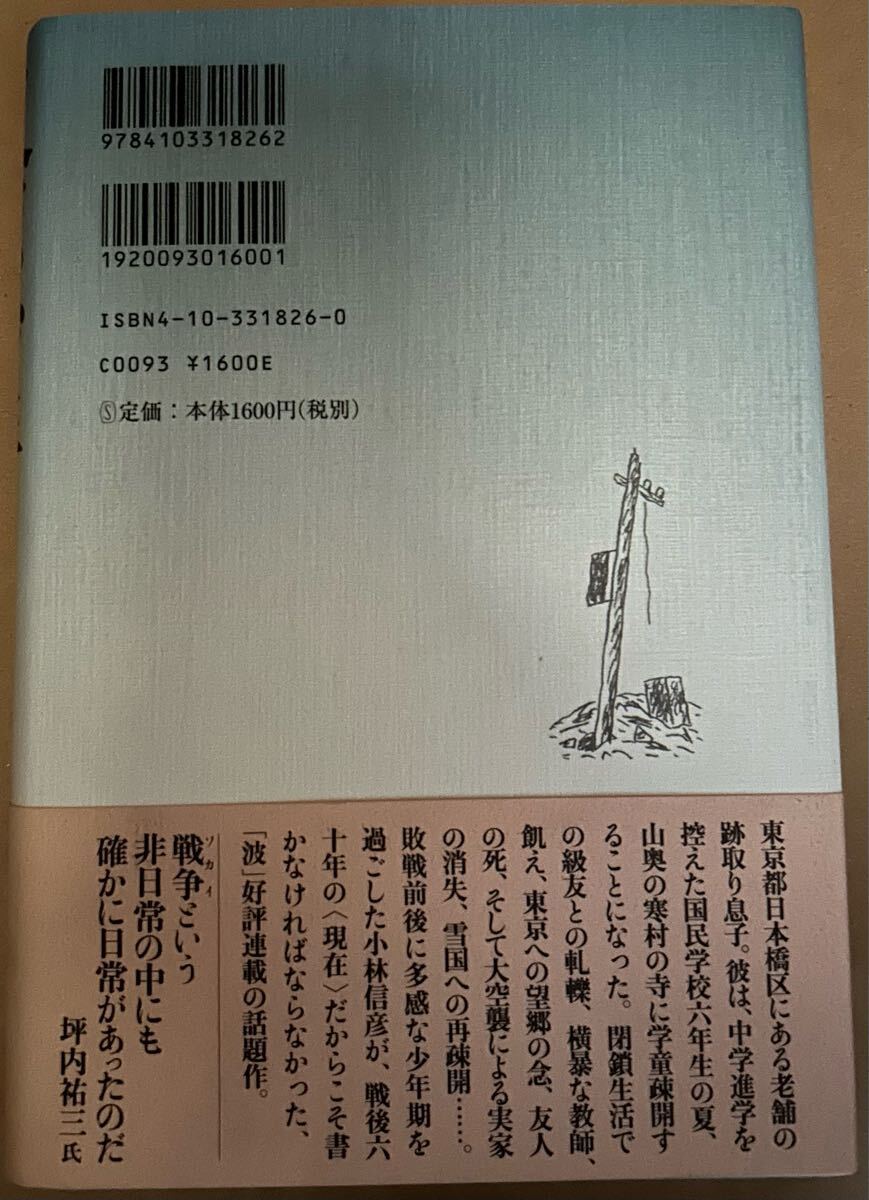 9784103318262
1920093016001
ISBN4-10-331826-0
C0093 ¥1600E
Ⓢ定価：本体1600円(税別)
東京都日本橋区にある老舗の
跡取り息子。彼は、中学進学を
控えた国民学校六年生の夏、
山奥の寒村の寺に学童疎開す
ることになった。閉鎖生活で
の級友との軋轢、横暴な教師、
飢え、東京への望郷の念、友人
の死、そして大空襲による実家
の消失、雪国への再疎開……。
敗戦前後に多感な少年期を
過ごした小林信彦が、戦後六
十年の〈現在〉だからこそ書
かなければならなかった、
「波」好評連載の話題作。
ソカイ
戦争という
非日常の中にも
確かに日常があったのだ
坪内祐三氏